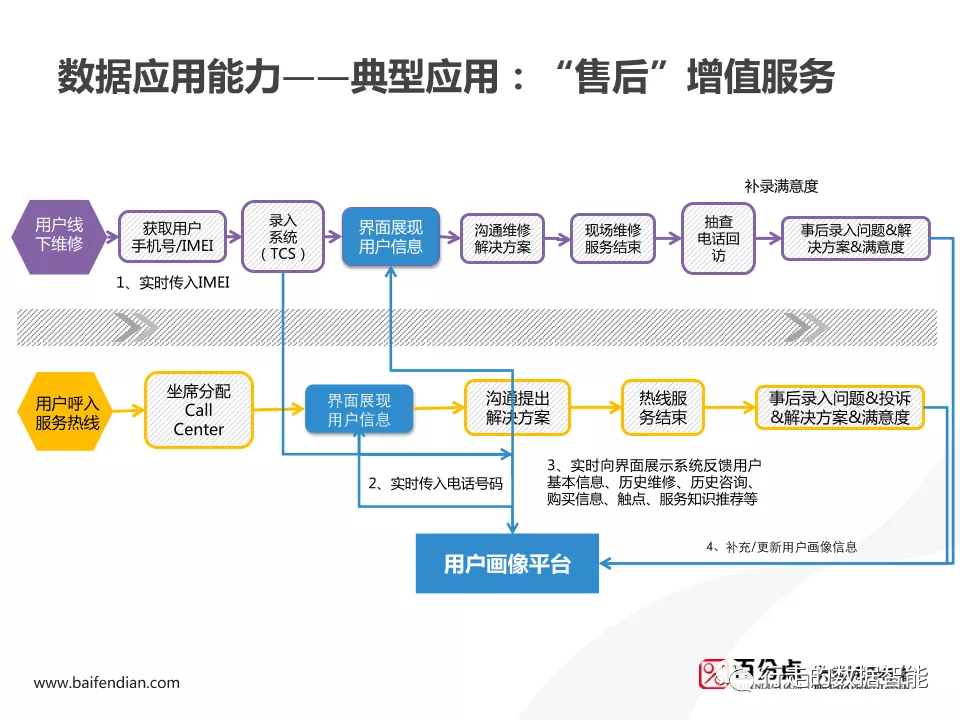 数据应用能力——典型应用：“售后”增值服务
补录满意度
用户线
下维修
获取用户
手机号/IMEI
录入
系统
（TCS）
界面展现
用户信息
沟通维修
解决方案
现场维修
服务结束
抽查
电话回
访
事后录入问题&解
决方案&满意度
1、实时传入IMEI
用户呼入
服务热线
坐席分配
Call
Center
界面展现
用户信息
沟通提出
解决方案
热线服
务结束
事后录入问题&投诉
&解决方案&满意度
2、实时传入电话号码
3、实时向界面展示系统反馈用户
基本信息、历史维修、历史咨询、
购买信息、触点、服务知识推荐等
4、补充/更新用户画像信息
用户画像平台
www.baifendian.com
百分点
行走的数据智能